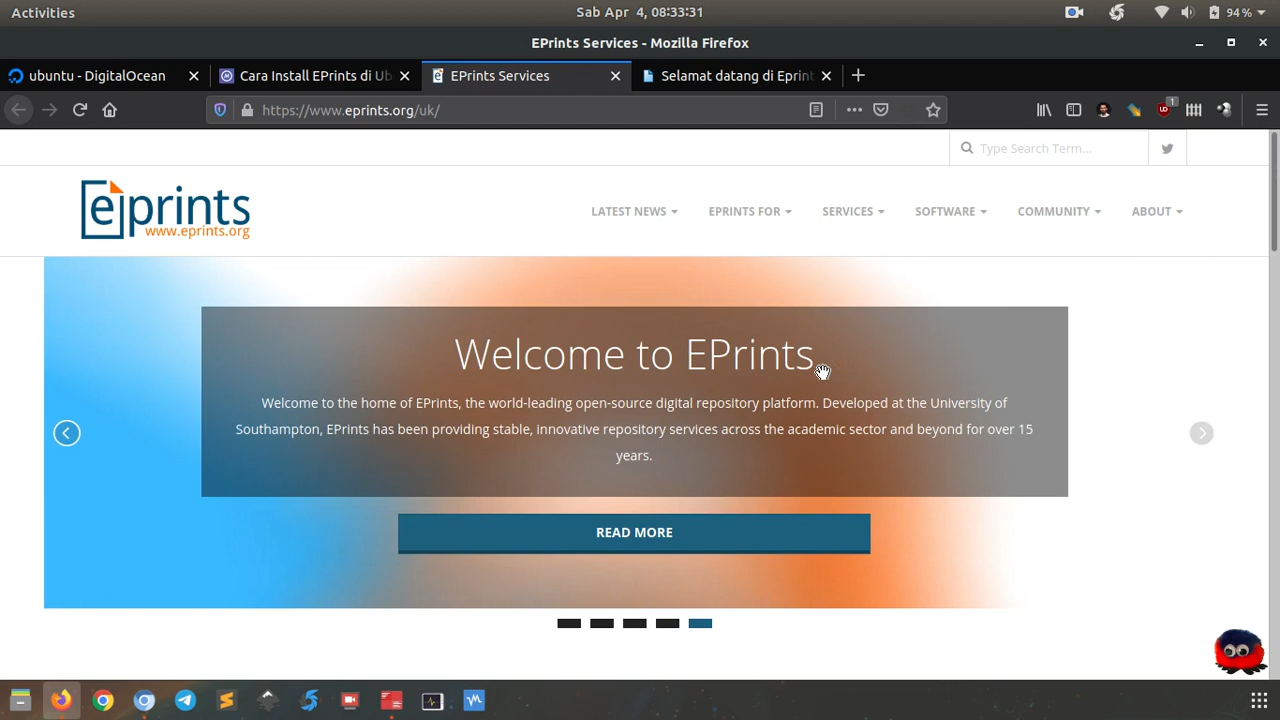 Activities
Sab Apr 4, 08:33:31
94 %
EPrints Services - Mozilla Firefox
ubuntu - DigitalOcean
Cara Install EPrints di Ub
EPrints Services
Selamat datang di Eprint
https://www.eprints.org/uk/
1
Type Search Term...
eprints
www.eprints.org
LATEST NEWS
EPRINTS FOR
SERVICES
SOFTWARE
COMMUNITY
ABOUT
Welcome to EPrints
Welcome to the home of EPrints, the world-leading open-source digital repository platform. Developed at the University of
Southampton, EPrints has been providing stable, innovative repository services across the academic sector and beyond for over 15
years.
READ MORE